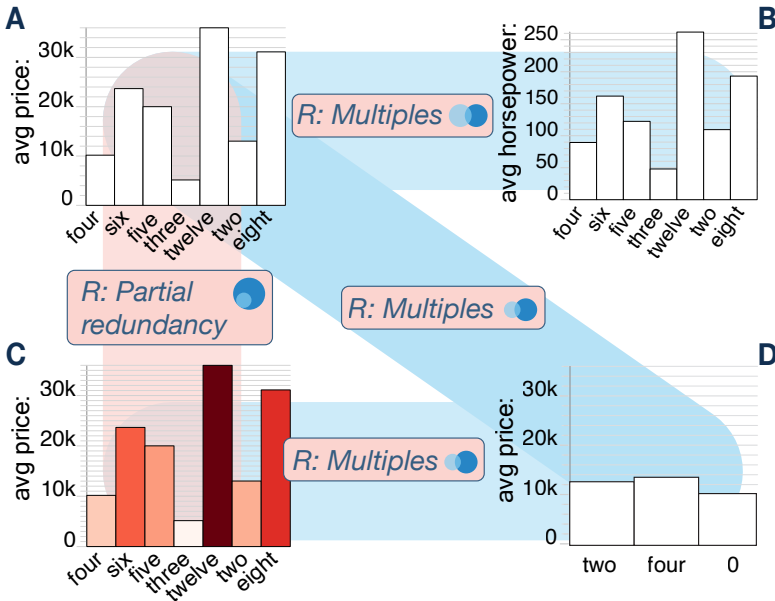 A
avg price:
30k
20k
10k
0
four
six
five
three
twelve
two
eight
R: Multiples
B
avg horsepower:
250
200
150
100
50
0
four
six
five
three
twelve
two
eight
R: Partial
redundancy
R: Multiples
C
avg price:
30k
20k
10k
0
four
six
five
three
twelve
two
eight
R: Multiples
D
avg price:
30k
20k
10k
0
two
four
0